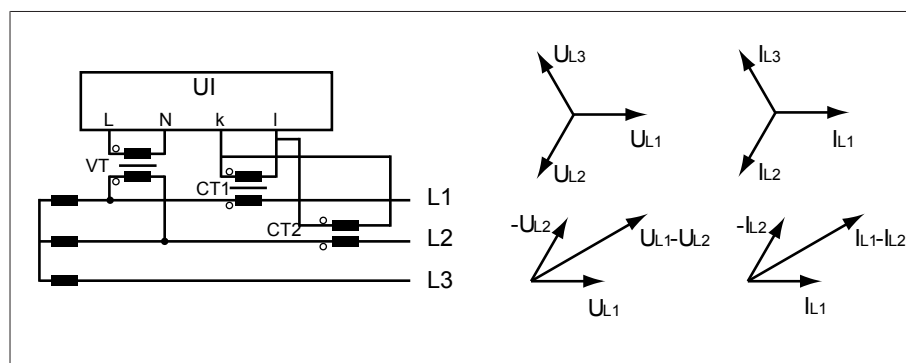 UI
L N k l
VT
CT1
CT2
L1
L2
L3
UL3
UL1
UL2
IL3
IL1
IL2
-UL2
UL1-UL2
UL1
-IL2
IL1-IL2
IL1